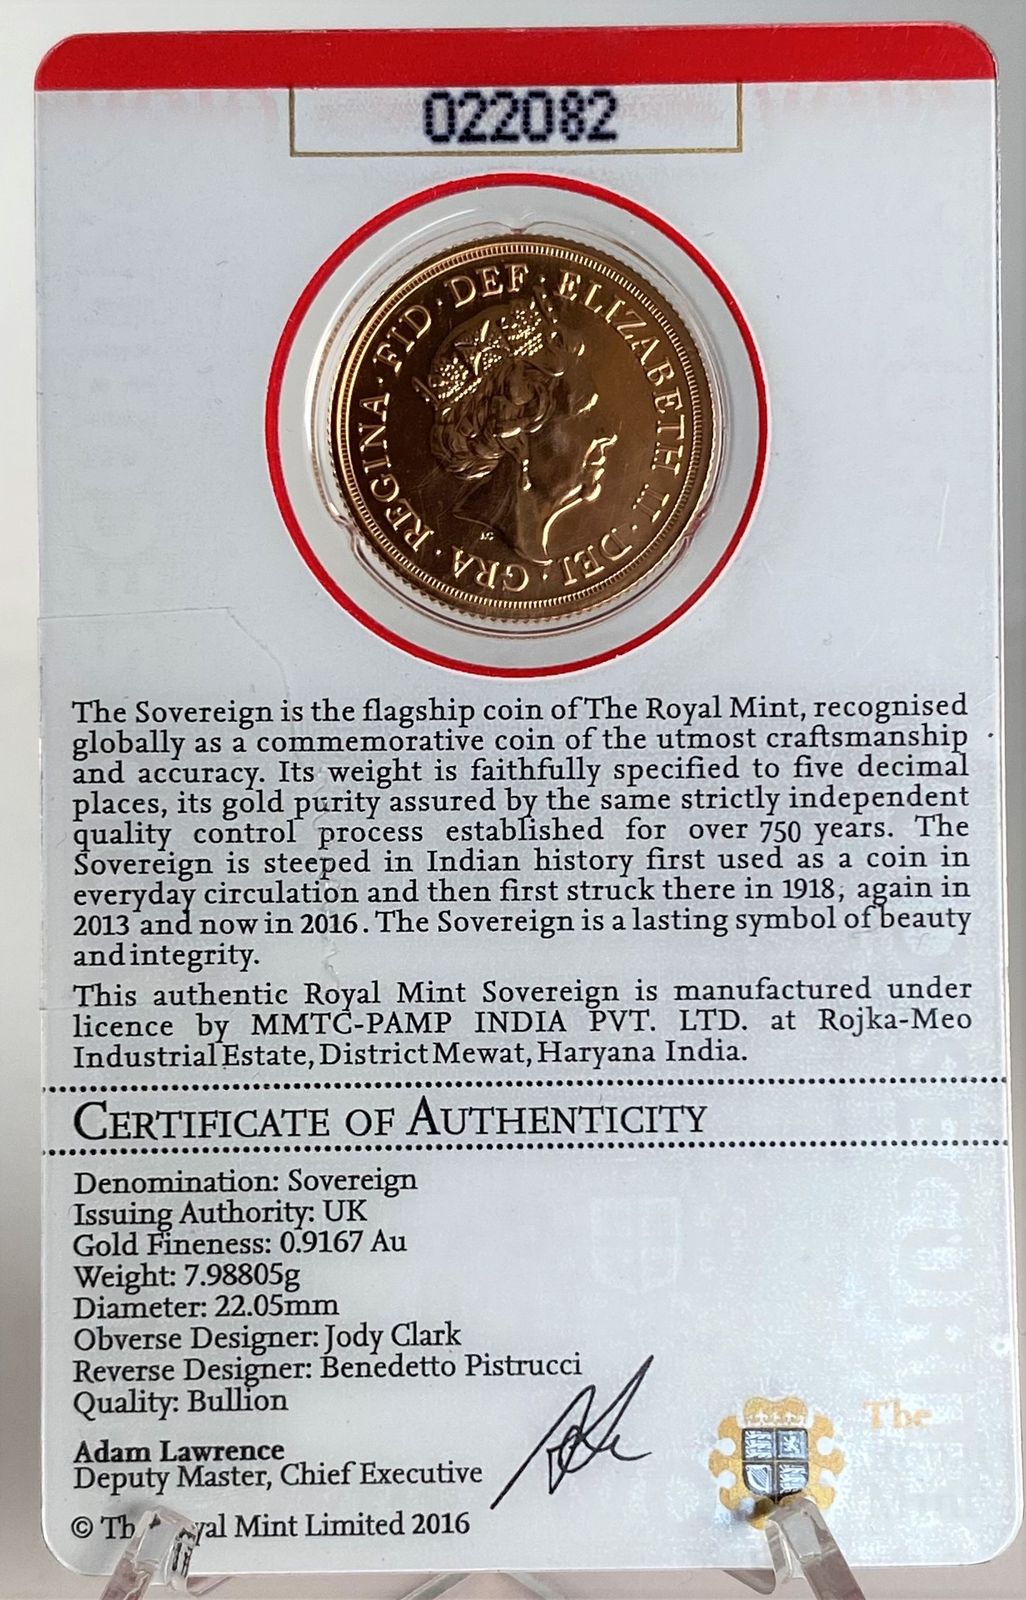 022082
ELIZABETH II · DEI · GRA · REGINA · FID · DEF ·
JC
The Sovereign is the flagship coin of The Royal Mint, recognised
globally as a commemorative coin of the utmost craftsmanship
and accuracy. Its weight is faithfully specified to five decimal
places, its gold purity assured by the same strictly independent
quality control process established for over 750 years. The
Sovereign is steeped in Indian history first used as a coin in
everyday circulation and then first struck there in 1918, again in
2013 and now in 2016. The Sovereign is a lasting symbol of beauty
and integrity.
This authentic Royal Mint Sovereign is manufactured under
licence by MMTC-PAMP INDIA PVT. LTD. at Rojka-Meo
Industrial Estate, District Mewat, Haryana India.
CERTIFICATE OF AUTHENTICITY
Denomination: Sovereign
Issuing Authority: UK
Gold Fineness: 0.9167 Au
Weight: 7.98805g
Diameter: 22.05mm
Obverse Designer: Jody Clark
Reverse Designer: Benedetto Pistrucci
Quality: Bullion
Adam Lawrence
Deputy Master, Chief Executive
The
© Mint Limited 2016